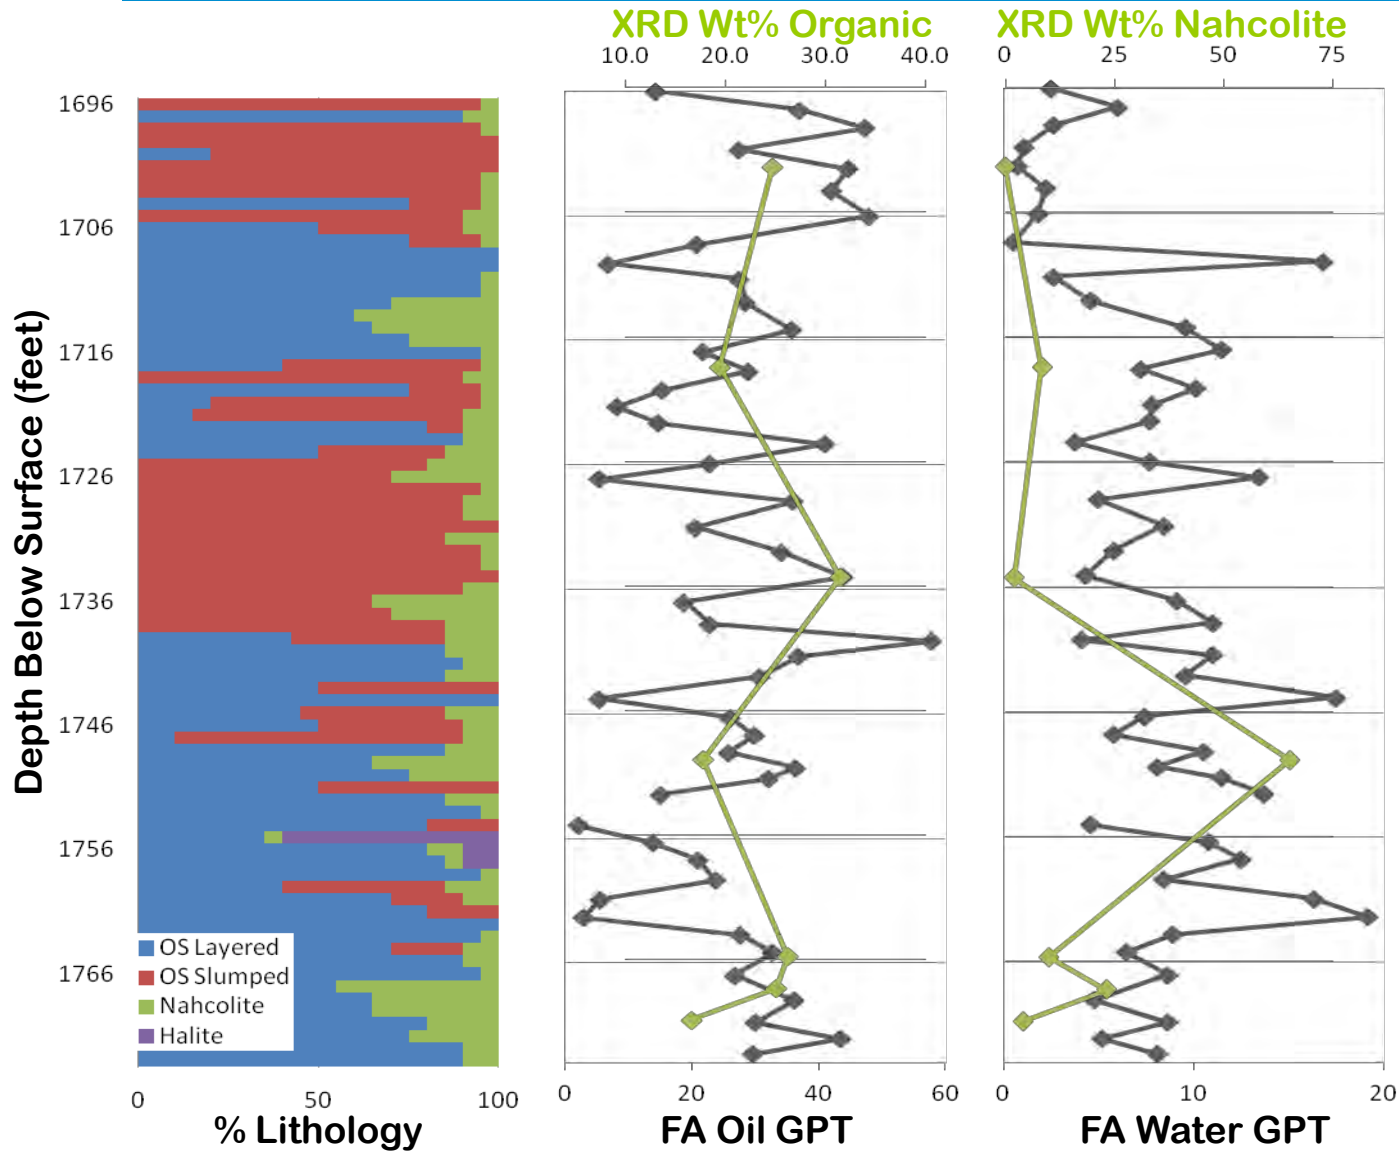 XRD Wt% Organic
XRD Wt% Nahcolite
10.0 20.0 30.0 40.0
0 25 50 75
Depth Below Surface (feet)
1696
1706
1716
1726
1736
1746
1756
1766
OS Layered
OS Slumped
Nahcolite
Halite
0 50 100
% Lithology
0 20 40 60
FA Oil GPT
0 10 20
FA Water GPT